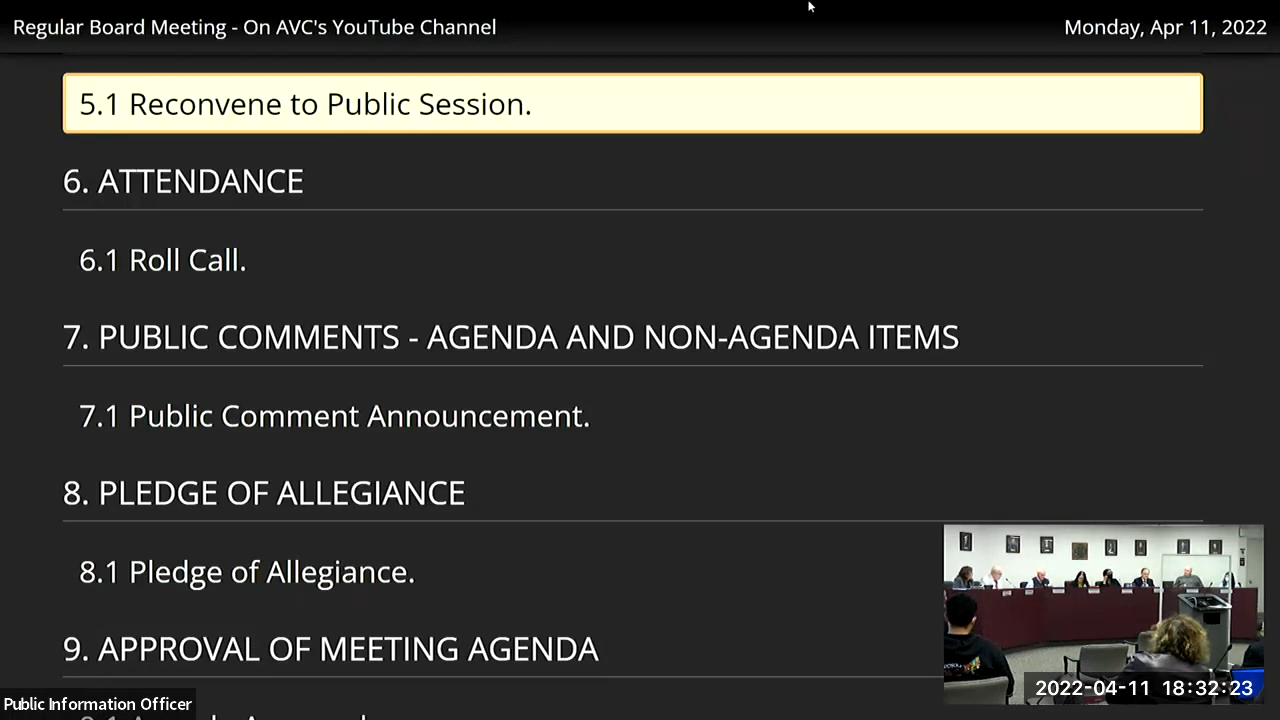 Regular Board Meeting - On AVC's YouTube Channel
Monday, Apr 11, 2022
5.1 Reconvene to Public Session.
6. ATTENDANCE
6.1 Roll Call.
7. PUBLIC COMMENTS - AGENDA AND NON-AGENDA ITEMS
7.1 Public Comment Announcement.
8. PLEDGE OF ALLEGIANCE
8.1 Pledge of Allegiance.
9. APPROVAL OF MEETING AGENDA
2022-04-11 18:32:23
Public Information Officer